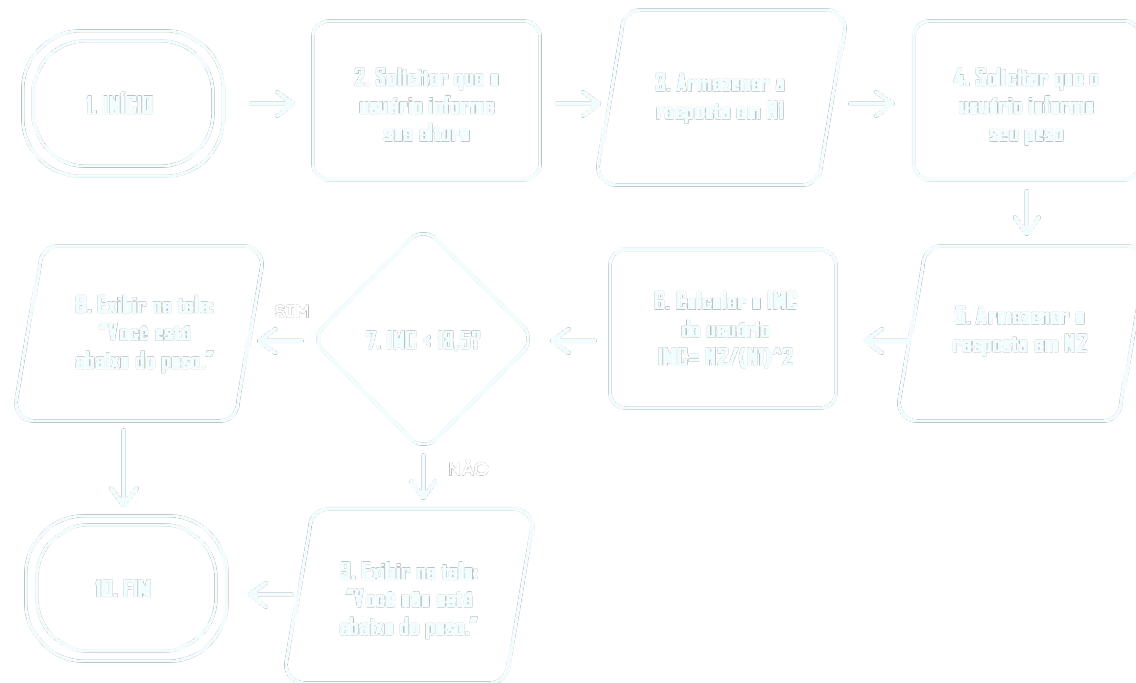 1. INÍCIO
2. Solicitar que o
usuário informe
sua altura
3. Armazenar a
resposta em N1
4. Solicitar que o
usuário informe
seu peso
5. Armazenar a
resposta em N2
6. Calcular o IMC
do usuário
IMC= N2/(N1)^2
7. IMC < 18,5?
SIM
8. Exibir na tela:
"Você está
abaixo do peso."
NÃO
9. Exibir na tela:
"Você não está
abaixo do peso."
10. FIM